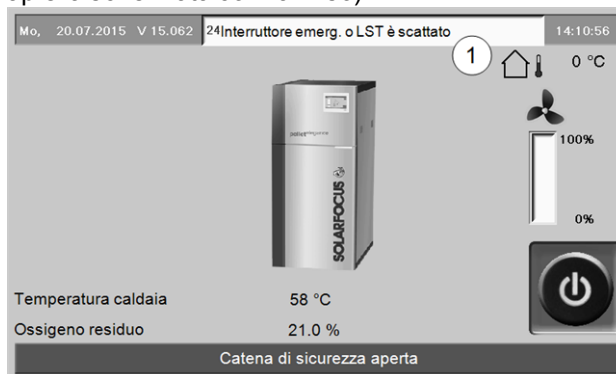 Mo, 20.07.2015 V 15.062 24Interruttore emerg. o LST è scattato 14:10:56
1 0 °C
100%
pelletelegance
SOLARFOCUS
0%
Temperatura caldaia 58 °C
Ossigeno residuo 21.0 %
Catena di sicurezza aperta